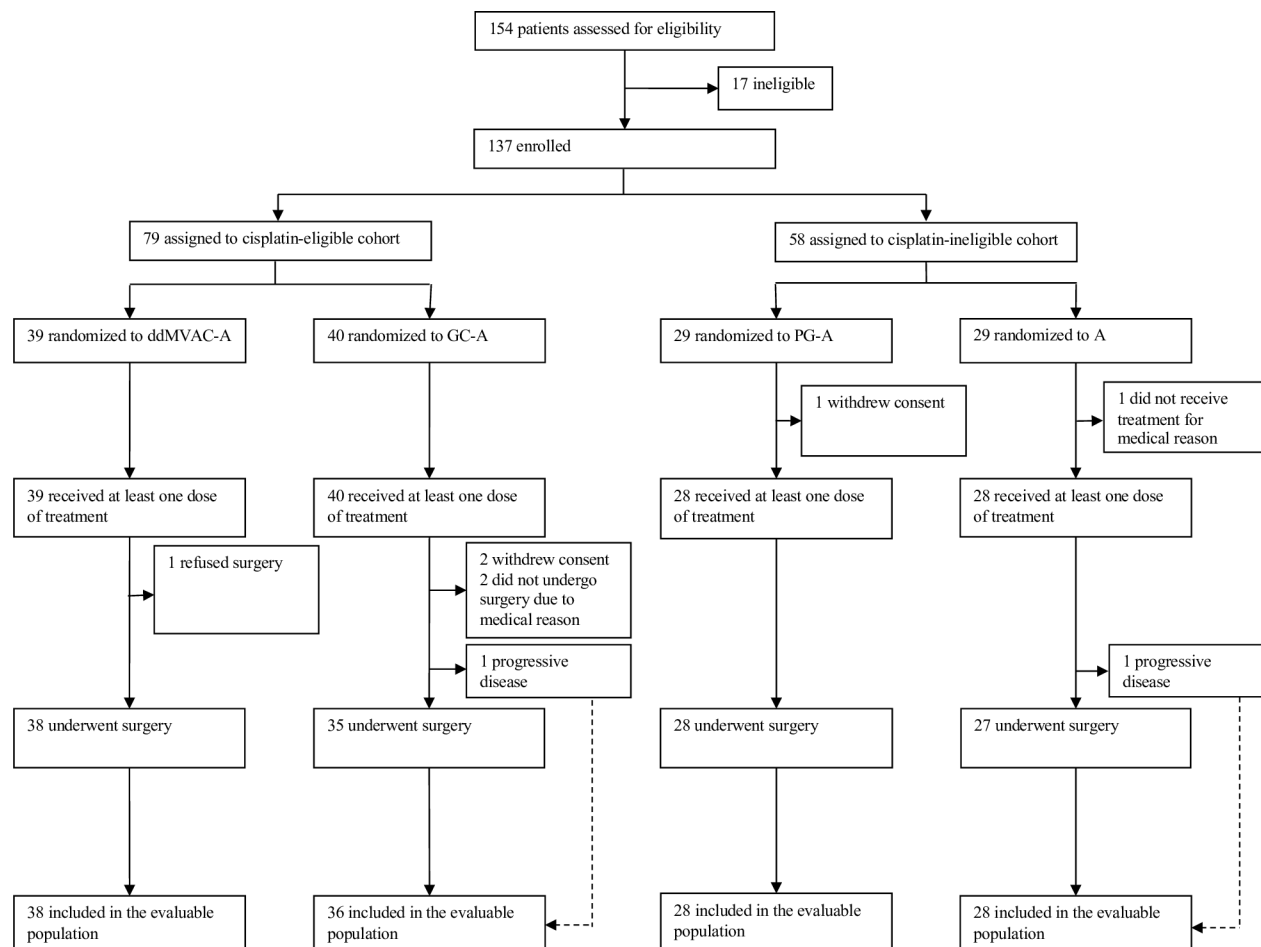 154 patients assessed for eligibility
17 ineligible
137 enrolled
79 assigned to cisplatin-eligible cohort
58 assigned to cisplatin-ineligible cohort
39 randomized to ddMVAC-A
40 randomized to GC-A
29 randomized to PG-A
29 randomized to A
1 withdrew consent
1 did not receive
treatment for
medical reason
39 received at least one dose
of treatment
40 received at least one dose
of treatment
28 received at least one dose
of treatment
28 received at least one dose
of treatment
1 refused surgery
2 withdrew consent
2 did not undergo
surgery due to
medical reason
1 progressive
disease
1 progressive
disease
38 underwent surgery
35 underwent surgery
28 underwent surgery
27 underwent surgery
38 included in the evaluable
population
36 included in the evaluable
population
28 included in the evaluable
population
28 included in the evaluable
population